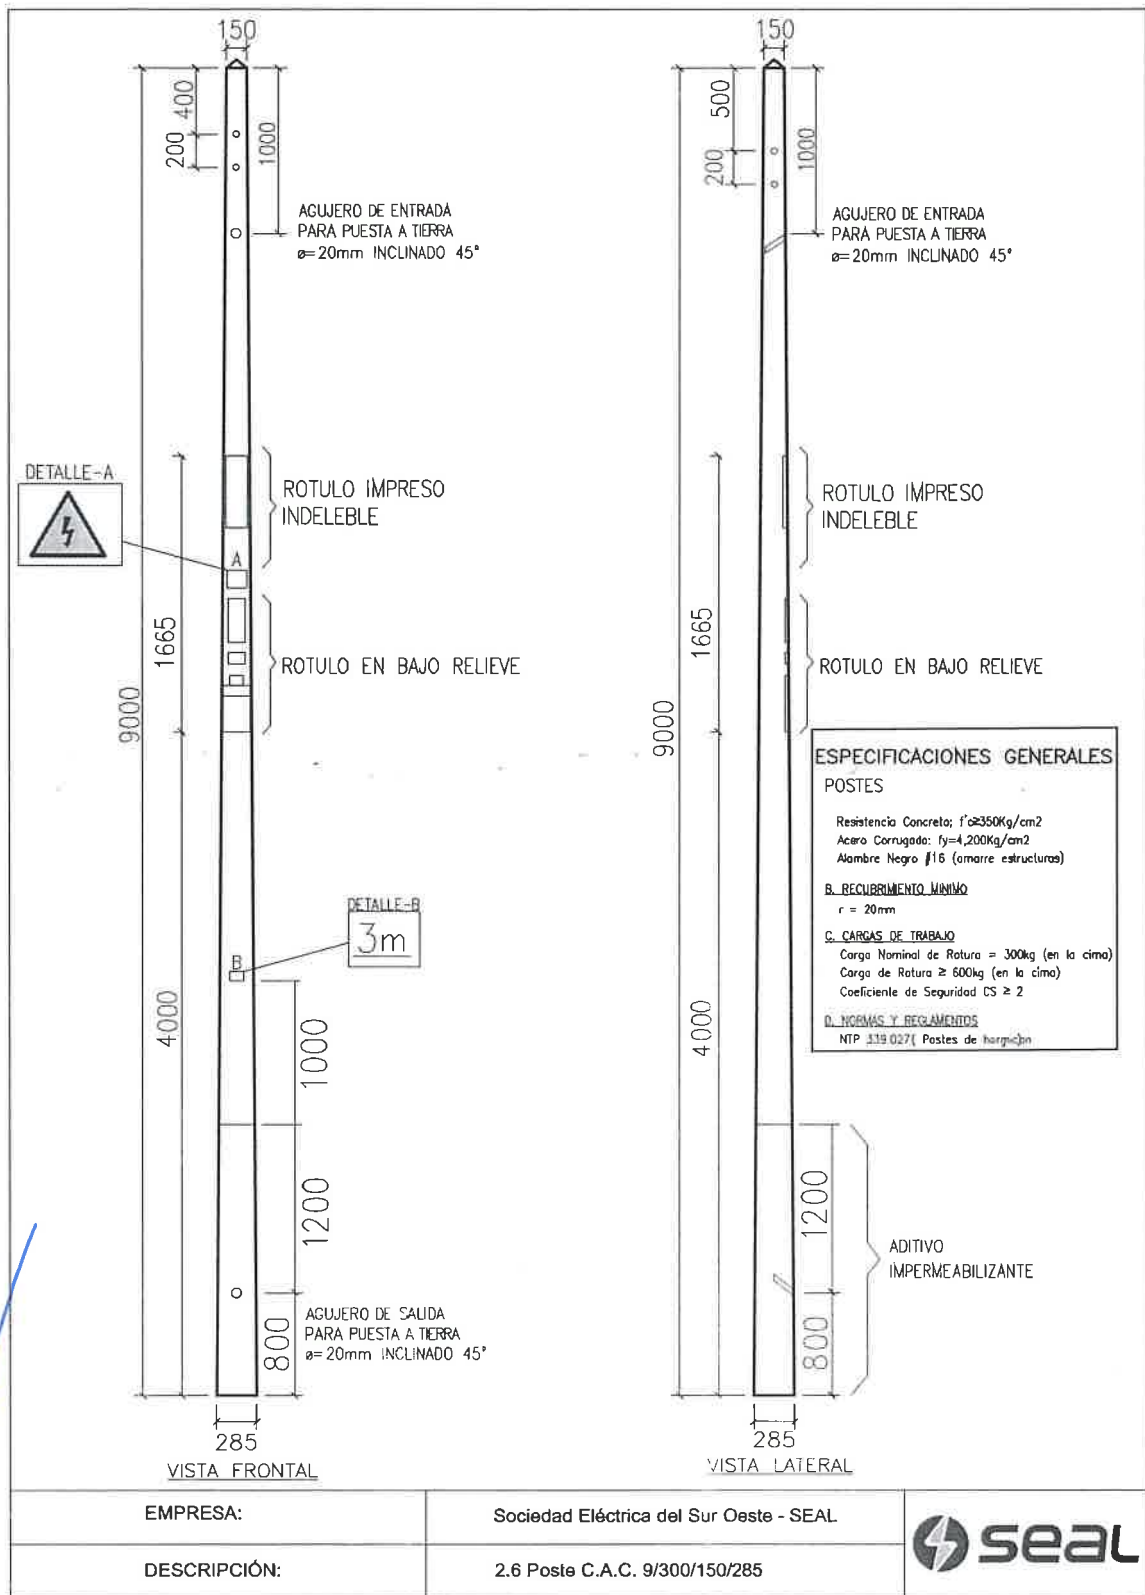 150
400
200
1000
AGUJERO DE ENTRADA
PARA PUESTA A TIERRA
ø=20mm INCLINADO 45°
DETALLE-A
ROTULO IMPRESO
INDELEBLE
A
1665
ROTULO EN BAJO RELIEVE
9000
DETALLE-B
3m
B
4000
1000
1200
AGUJERO DE SALIDA
PARA PUESTA A TIERRA
ø=20mm INCLINADO 45°
800
285
VISTA FRONTAL
150
500
200
1000
AGUJERO DE ENTRADA
PARA PUESTA A TIERRA
ø=20mm INCLINADO 45°
ROTULO IMPRESO
INDELEBLE
1665
ROTULO EN BAJO RELIEVE
9000
ESPECIFICACIONES GENERALES
POSTES
Resistencia Concreto; f'c≥350Kg/cm2
Acero Corrugado: fy=4,200Kg/cm2
Alambre Negro #16 (amarre estructuras)
B. RECUBRIMIENTO MINIMO
r = 20mm
C. CARGAS DE TRABAJO
Carga Nominal de Rotura = 300kg (en la cima)
Carga de Rotura ≥ 600kg (en la cima)
Coeficiente de Seguridad CS ≥ 2
D. NORMAS Y REGLAMENTOS
NTP 339.027( Postes de
4000
1200
ADITIVO
IMPERMEABILIZANTE
800
285
VISTA LATERAL
EMPRESA:
Sociedad Eléctrica del Sur Oeste - SEAL
seal
DESCRIPCIÓN:
2.6 Poste C.A.C. 9/300/150/285